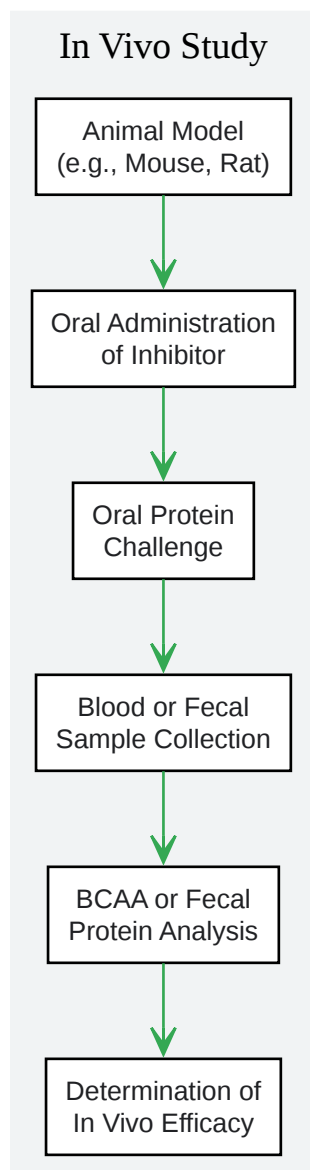 In Vivo Study
Animal Model
(e.g., Mouse, Rat)
Oral Administration
of Inhibitor
Oral Protein
Challenge
Blood or Fecal
Sample Collection
BCAA or Fecal
Protein Analysis
Determination of
In Vivo Efficacy